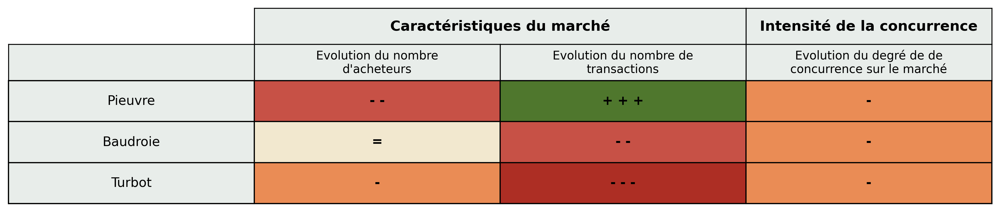 Caractéristiques du marché
Intensité de la concurrence
Evolution du nombre
d'acheteurs
Evolution du nombre de
transactions
Evolution du degré de de
concurrence sur le marché
Pieuvre
- -
+ + +
-
Baudroie
=
- -
-
Turbot
-
- - -
-